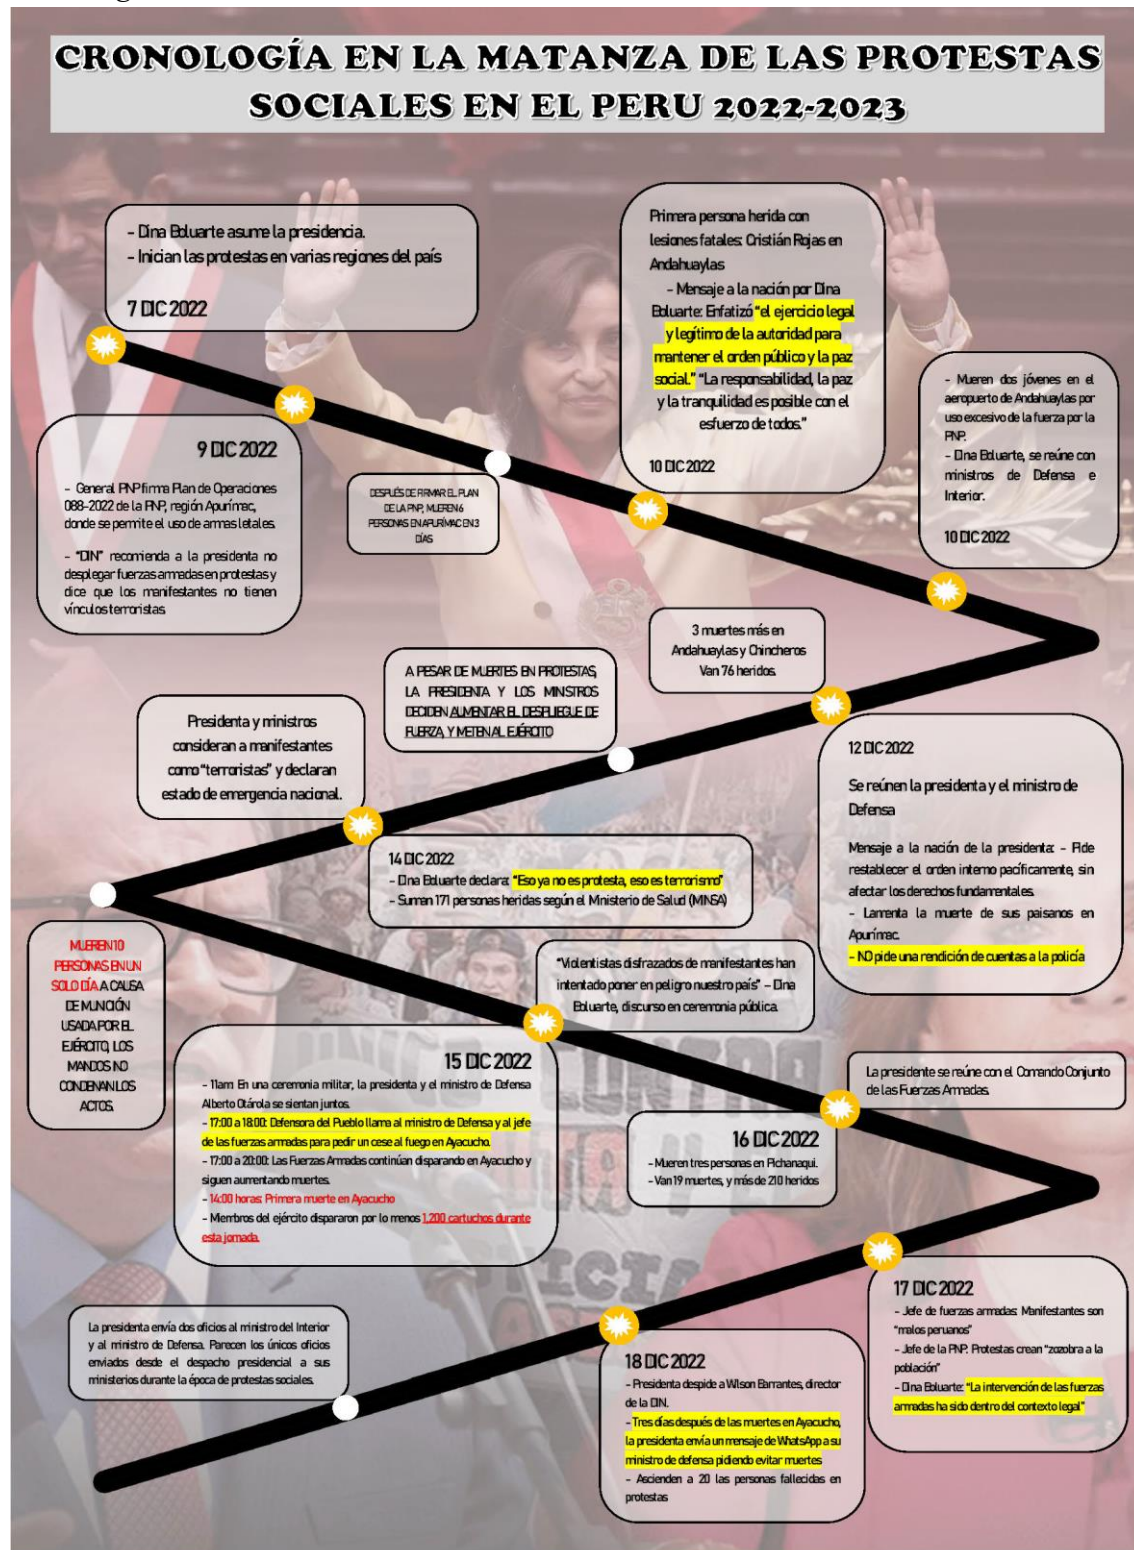 CRONOLOGÍA EN LA MATANZA DE LAS PROTESTAS
SOCIALES EN EL PERU 2022-2023
- Dina Boluarte asume la presidencia.
- Inician las protestas en varias regiones del país
7 DIC 2022
9 DIC 2022
- General PNP firma Plan de Operaciones
088-2022 de la PNP, región Apurímac,
donde se permite el uso de armas letales.
- "DIN" recomienda a la presidenta no
desplegar fuerzas armadas en protestas y
dice que los manifestantes no tienen
vínculos terroristas
DESPUÉS DE FIRMAR EL PLAN
DE LA PNP, MUEREN 6
PERSONAS EN APURÍMAC EN 3
DÍAS
Primera persona herida con
lesiones fatales: Cristián Rojas en
Andahuaylas
- Mensaje a la nación por Dina
Boluarte: Enfatizó "el ejercicio legal
y legítimo de la autoridad para
mantener el orden público y la paz
social." "La responsabilidad, la paz
y la tranquilidad es posible con el
esfuerzo de todos."
10 DIC 2022
- Mueren dos jóvenes en el
aeropuerto de Andahuaylas por
uso excesivo de la fuerza por la
PNP.
- Dina Boluarte, se reúne con
ministros de Defensa e
Interior.
10 DIC 2022
3 muertes más en
Andahuaylas y Chincheros
Van 76 heridos.
12 DIC 2022
Se reúnen la presidenta y el ministro de
Defensa
Mensaje a la nación de la presidenta: - Pide
restablecer el orden interno pacíficamente, sin
afectar los derechos fundamentales.
- Lamenta la muerte de sus paisanos en
Apurímac.
- NO pide una rendición de cuentas a la policía
A PESAR DE MUERTES EN PROTESTAS,
LA PRESIDENTA Y LOS MINISTROS
DECIDEN AUMENTAR EL DESPLIEGUE DE
FUERZA, Y METEN AL EJÉRCITO
Presidenta y ministros
consideran a manifestantes
como "terroristas" y declaran
estado de emergencia nacional.
14 DIC 2022
- Dina Boluarte declara: "Eso ya no es protesta, eso es terrorismo"
- Suman 171 personas heridas según el Ministerio de Salud (MINSA)
MUEREN 10
PERSONAS EN UN
SOLO DÍA A CAUSA
DE MUNICIÓN
USADA POR EL
EJÉRCITO, LOS
MANDOS NO
CONDENAN LOS
ACTOS.
"Violentistas disfrazados de manifestantes han
intentado poner en peligro nuestro país" - Dina
Boluarte, discurso en ceremonia pública.
15 DIC 2022
- 11am: En una ceremonia militar, la presidenta y el ministro de Defensa
Alberto Otárola se sientan juntos.
- 17:00 a 18:00: Defensora del Pueblo llama al ministro de Defensa y al jefe
de las fuerzas armadas para pedir un cese al fuego en Ayacucho.
- 17:00 a 20:00: Las Fuerzas Armadas continúan disparando en Ayacucho y
siguen aumentando muertes.
- 14:00 horas: Primera muerte en Ayacucho
- Miembros del ejército dispararon por lo menos 1,200 cartuchos durante
esta jornada.
La presidente se reúne con el Comando Conjunto
de las Fuerzas Armadas.
16 DIC 2022
- Mueren tres personas en Pichanaqui.
- Van 19 muertes, y más de 210 heridos
17 DIC 2022
- Jefe de fuerzas armadas: Manifestantes son
"malos peruanos"
- Jefe de la PNP: Protestas crean "zozobra a la
población"
- Dina Boluarte: "La intervención de las fuerzas
armadas ha sido dentro del contexto legal"
18 DIC 2022
- Presidenta despide a Wilson Barrantes, director
de la DIN.
- Tres días después de las muertes en Ayacucho,
la presidenta envía un mensaje de WhatsApp a su
ministro de defensa pidiendo evitar muertes
- Ascienden a 20 las personas fallecidas en
protestas
La presidenta envía dos oficios al ministro del Interior
y al ministro de Defensa. Parecen los únicos oficios
enviados desde el despacho presidencial a sus
ministerios durante la época de protestas sociales.